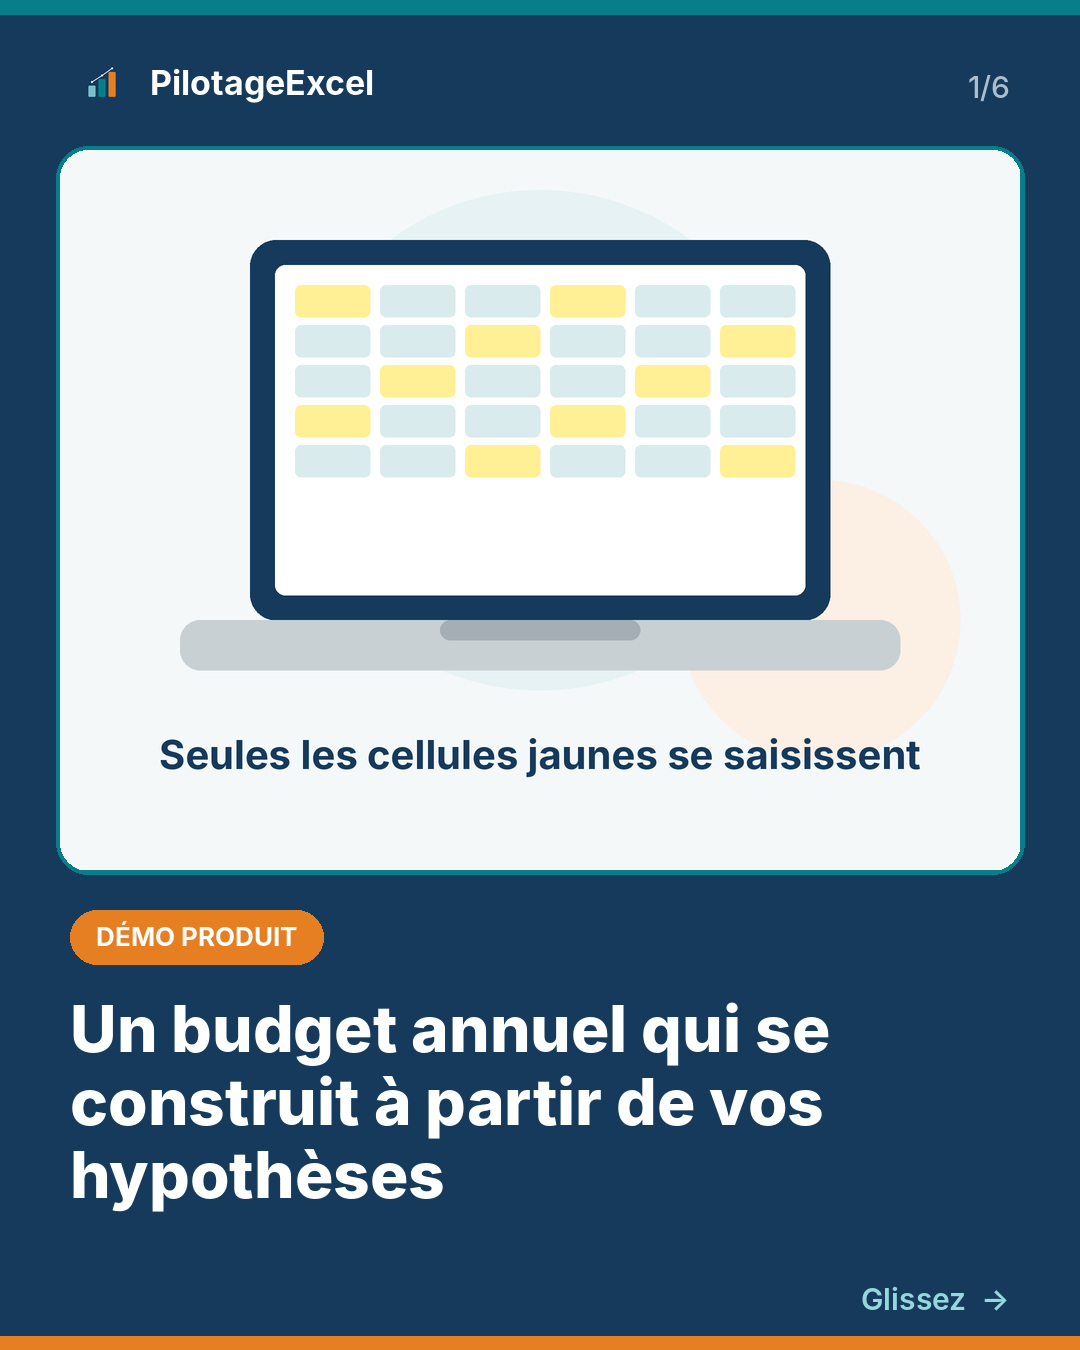 PilotageExcel
1/6
Seules les cellules jaunes se saisissent
DÉMO PRODUIT
Un budget annuel qui se
construit à partir de vos
hypothèses
Glissez →